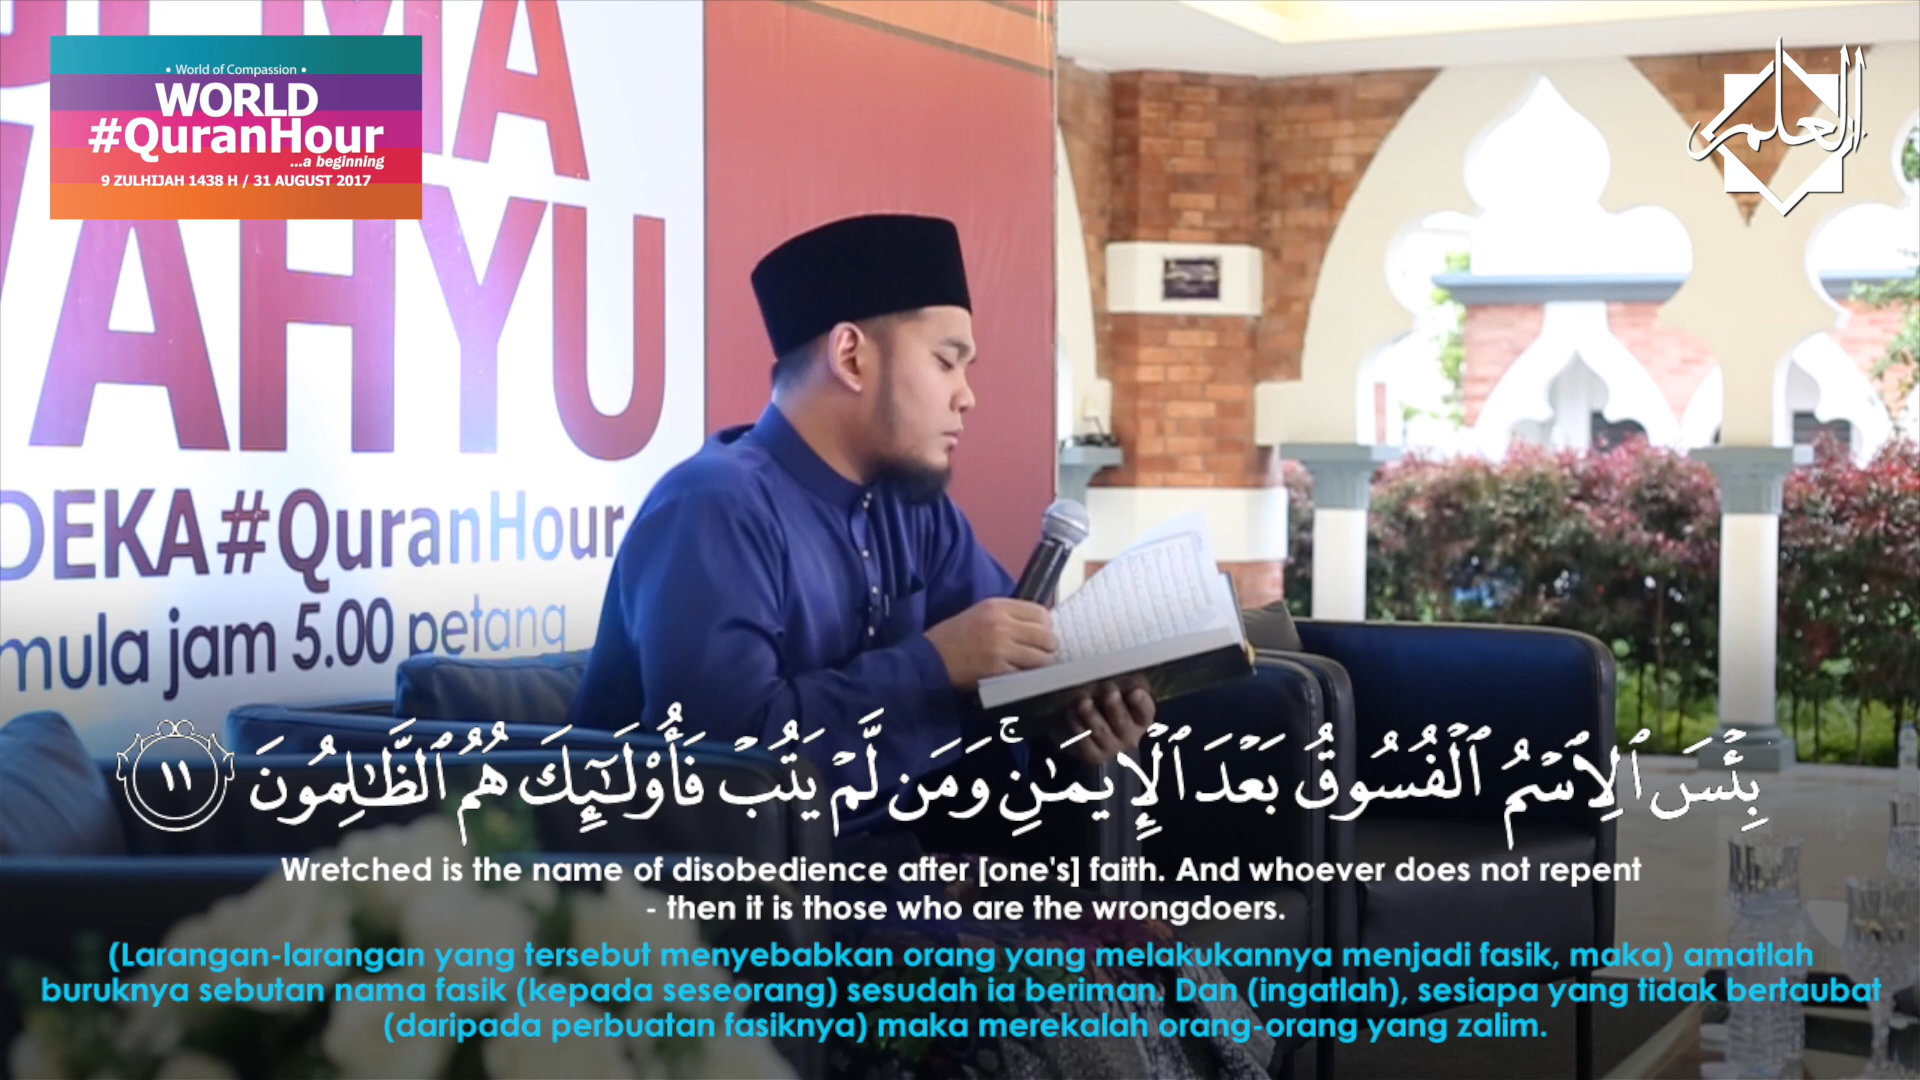 • World of Compassion •
WORLD
#QuranHour
...a beginning
9 ZULHIJAH 1438 H / 31 AUGUST 2017
العلم
AHYU
DEKA#QuranHour
mula jam 5.00 petang
بِئْسَ ٱلِٱسْمُ ٱلْفُسُوقُ بَعْدَ ٱلْإِيمَـٰنِ ۚ وَمَن لَّمْ يَتُبْ فَأُو۟لَـٰٓئِكَ هُمُ ٱلظَّـٰلِمُونَ ١١
Wretched is the name of disobedience after [one's] faith. And whoever does not repent
- then it is those who are the wrongdoers.
(Larangan-larangan yang tersebut menyebabkan orang yang melakukannya menjadi fasik, maka) amatlah
buruknya sebutan nama fasik (kepada seseorang) sesudah ia beriman. Dan (ingatlah), sesiapa yang tidak bertaubat
(daripada perbuatan fasiknya) maka merekalah orang-orang yang zalim.